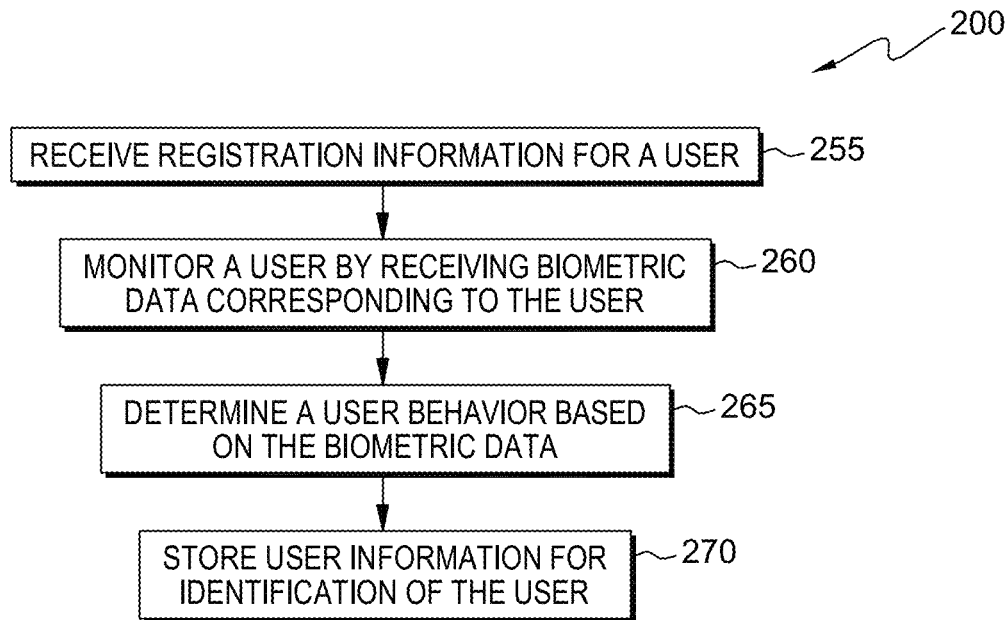 200
RECEIVE REGISTRATION INFORMATION FOR A USER 255
MONITOR A USER BY RECEIVING BIOMETRIC
DATA CORRESPONDING TO THE USER
260
DETERMINE A USER BEHAVIOR BASED
ON THE BIOMETRIC DATA
265
STORE USER INFORMATION FOR
IDENTIFICATION OF THE USER
270